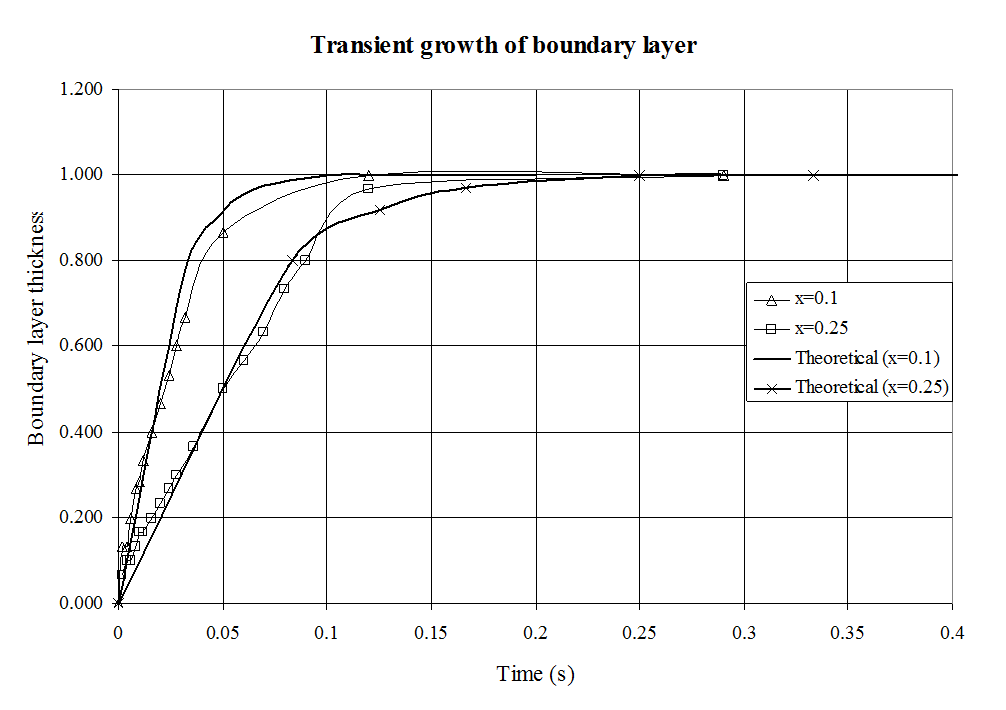 Transient growth of boundary layer
Boundary layer thickness
1.200
1.000
0.800
0.600
0.400
0.200
0.000
x=0.1
x=0.25
Theoretical (x=0.1)
Theoretical (x=0.25)
0 0.05 0.1 0.15 0.2 0.25 0.3 0.35 0.4
Time (s)